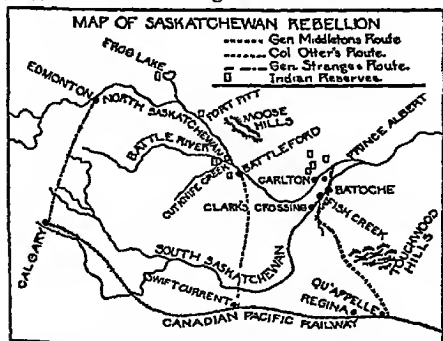 MAP OF SASKATCHEWAN REBELLION
Gen Middletons Route
Col Otter's Route.
Gen. Stranges Route.
Indian Reserves
FROG LAKE
EDMONTON
NORTH SASKATCHEWAN
FORT PITT
MOOSE
HILLS
PRINCE ALBERT
BATTLE RIVER
BATTLEFORD
CUTKNIFE CREEK
CARLTON
BATOCHE
CLARKS CROSSING
FISH CREEK
TOUCHWOOD
HILLS
CALGARY
SOUTH SASKATCHEWAN
SWIFT CURRENT
QU'APPELLE
REGINA
CANADIAN PACIFIC RAILWAY